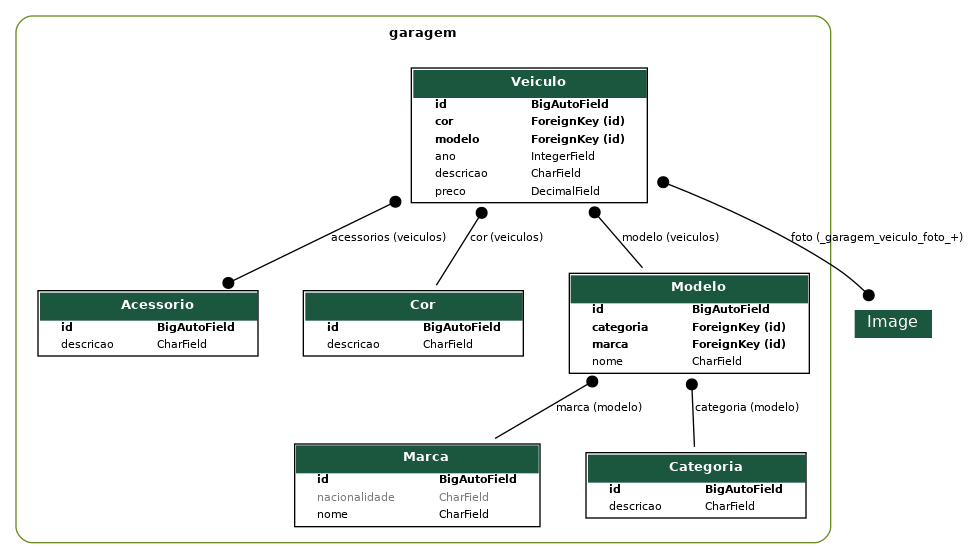 garagem
Veiculo
id BigAutoField
cor ForeignKey (id)
modelo ForeignKey (id)
ano IntegerField
descricao CharField
preco DecimalField
acessorios (veiculos)
cor (veiculos)
modelo (veiculos)
foto (_garagem_veiculo_foto_+)
Acessorio
id BigAutoField
descricao CharField
Cor
id BigAutoField
descricao CharField
Modelo
id BigAutoField
categoria ForeignKey (id)
marca ForeignKey (id)
nome CharField
Image
marca (modelo)
categoria (modelo)
Marca
id BigAutoField
nacionalidade CharField
nome CharField
Categoria
id BigAutoField
descricao CharField